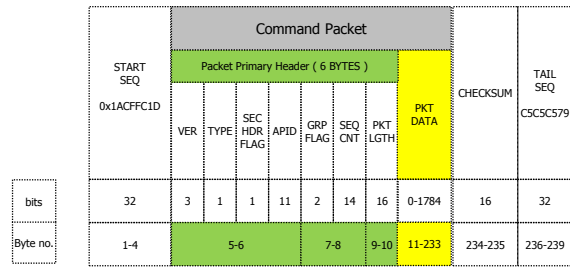 Command Packet
START
SEQ
0x1ACFFC1D
Packet Primary Header ( 6 BYTES )
PKT
DATA
CHECKSUM
TAIL
SEQ
C5C5C579
VER
TYPE
SEC
HDR
FLAG
APID
GRP
FLAG
SEQ
CNT
PKT
LGTH
bits 32 3 1 1 11 2 14 16 0-1784 16 32
Byte no. 1-4 5-6 7-8 9-10 11-233 234-235 236-239